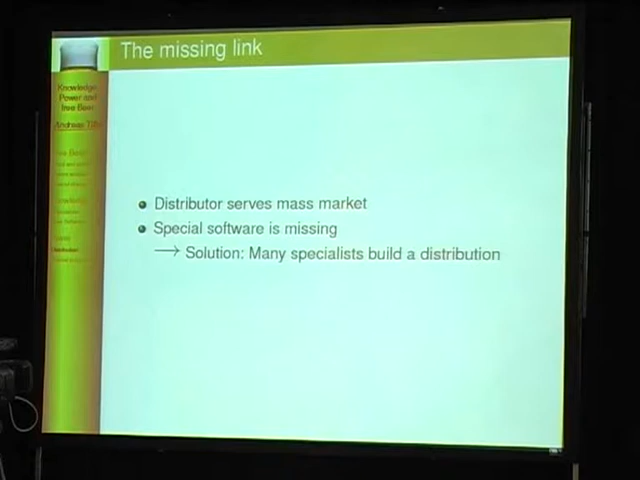 The missing link
Knowledge,
Power and
free Beer
Andreas Tille
Distributor serves mass market
Special software is missing
→ Solution: Many specialists build a distribution